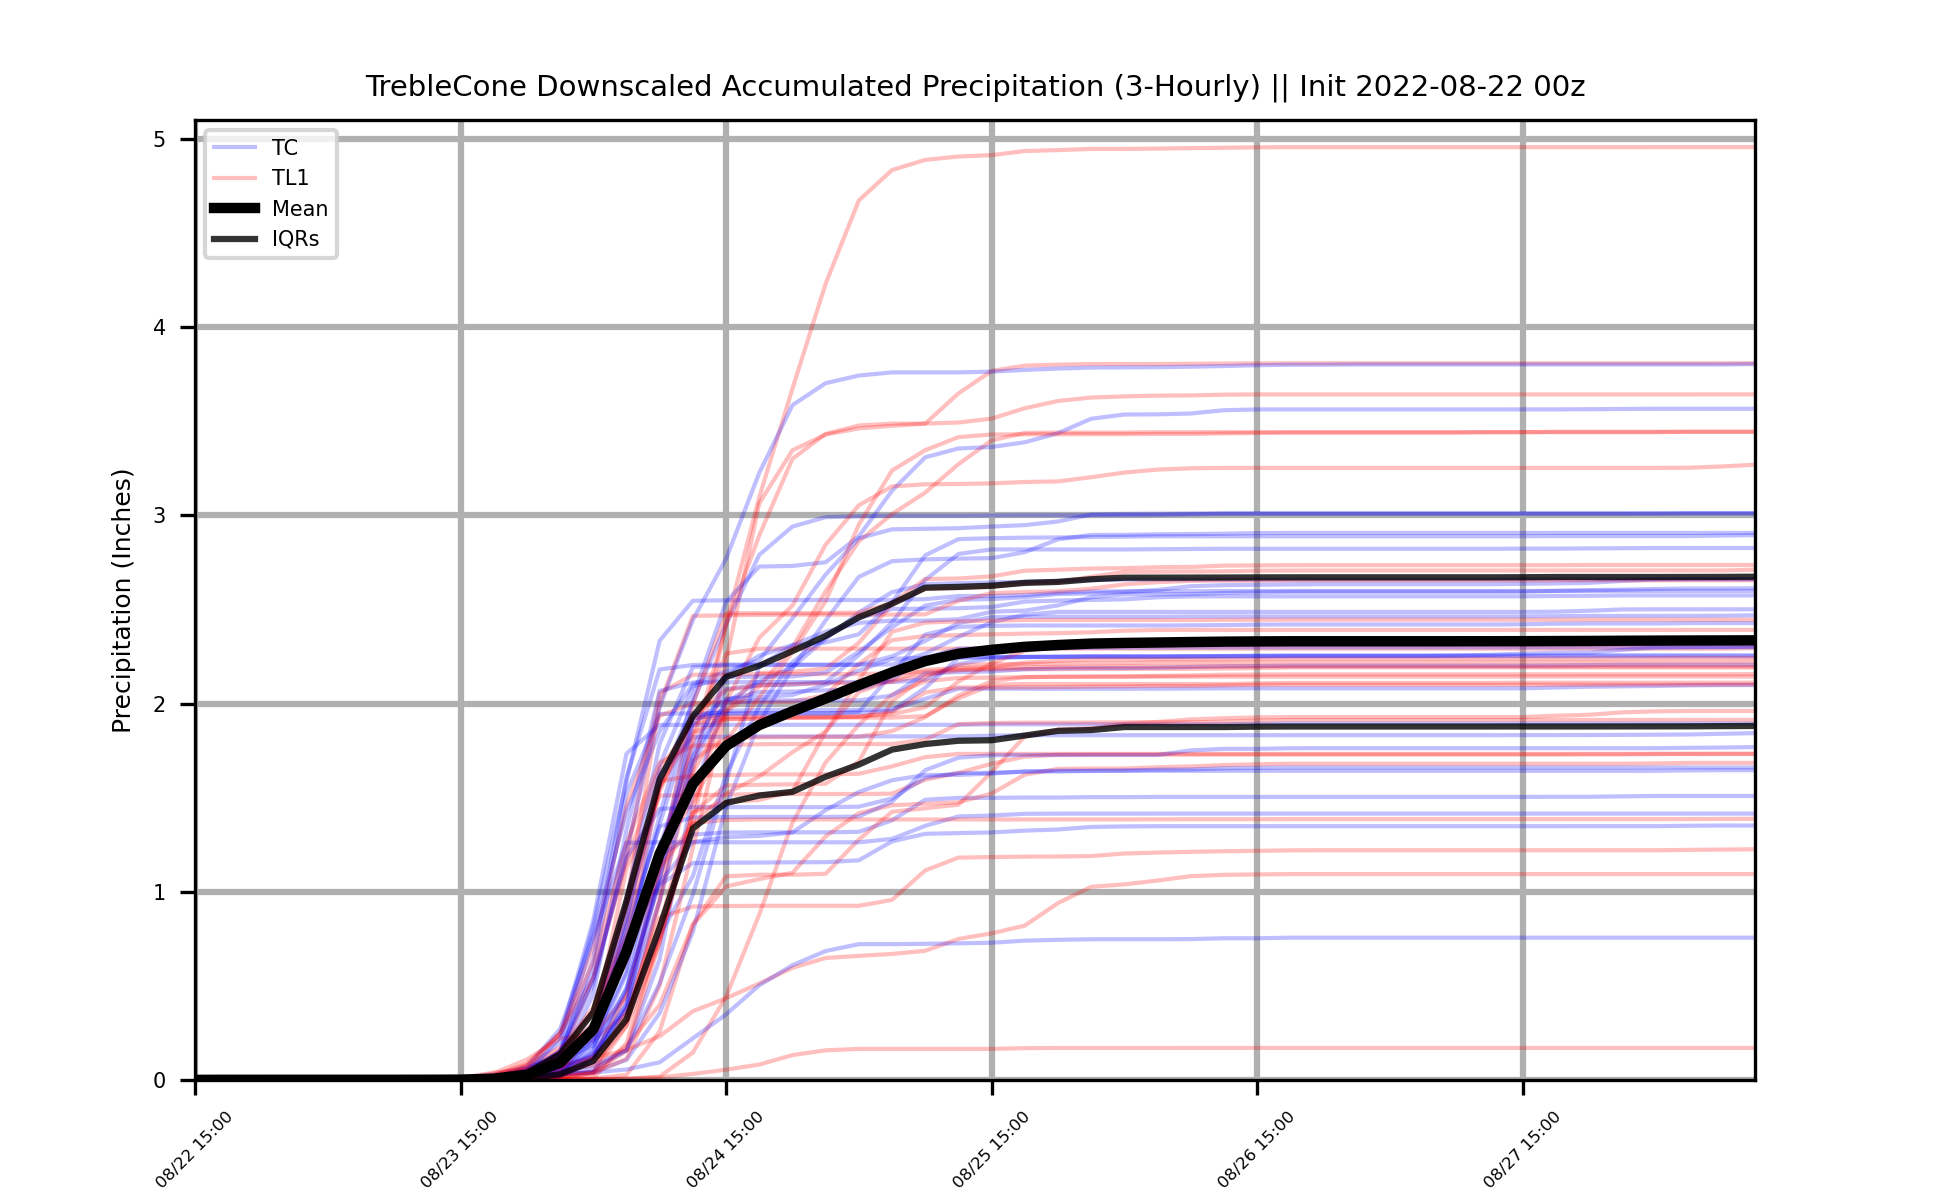 TrebleCone Downscaled Accumulated Precipitation (3-Hourly) || Init 2022-08-22 00z
TC
TL1
Mean
IQRs
Precipitation (Inches)
5
4
3
2
1
0
08/22 15:00
08/23 15:00
08/24 15:00
08/25 15:00
08/26 15:00
08/27 15:00